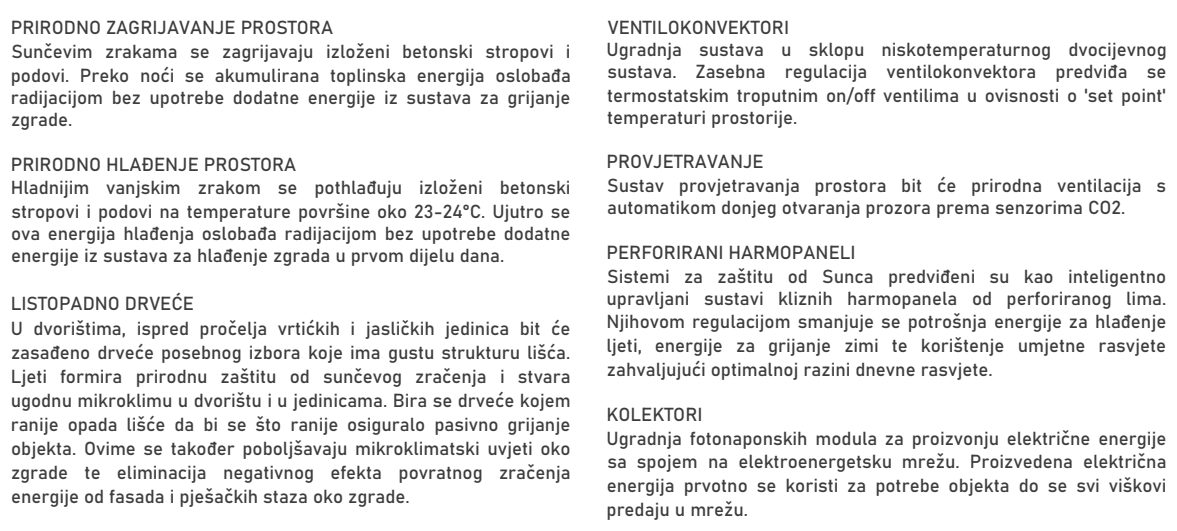 PRIRODNO ZAGRIJAVANJE PROSTORA
Sunčevim zrakama se zagrijavaju izloženi betonski stropovi i
podovi. Preko noći se akumulirana toplinska energija oslobađa
radijacijom bez upotrebe dodatne energije iz sustava za grijanje
zgrade.
PRIRODNO HLAĐENJE PROSTORA
Hladnijim vanjskim zrakom se pothlađuju izloženi betonski
stropovi i podovi na temperature površine oko 23-24°C. Ujutro se
ova energija hlađenja oslobađa radijacijom bez upotrebe dodatne
energije iz sustava za hlađenje zgrada u prvom dijelu dana.
LISTOPADNO DRVEĆE
U dvorištima, ispred pročelja vrtićkih i jasličkih jedinica bit će
zasađeno drveće posebnog izbora koje ima gustu strukturu lišća.
Ljeti formira prirodnu zaštitu od sunčevog zračenja i stvara
ugodnu mikroklimu u dvorištu i u jedinicama. Bira se drveće kojem
ranije opada lišće da bi se što ranije osiguralo pasivno grijanje
objekta. Ovime se također poboljšavaju mikroklimatski uvjeti oko
zgrade te eliminacija negativnog efekta povratnog zračenja
energije od fasada i pješačkih staza oko zgrade.
VENTILOKONVEKTORI
Ugradnja sustava u sklopu niskotemperaturnog dvocijevnog
sustava. Zasebna regulacija ventilokonvektora predviđa se
termostatskim troputnim on/off ventilima u ovisnosti o 'set point'
temperaturi prostorije.
PROVJETRAVANJE
Sustav provjetravanja prostora bit će prirodna ventilacija s
automatikom donjeg otvaranja prozora prema senzorima CO2.
PERFORIRANI HARMOPANELI
Sistemi za zaštitu od Sunca predviđeni su kao inteligentno
upravljani sustavi kliznih harmopanela od perforiranog lima.
Njihovom regulacijom smanjuje se potrošnja energije za hlađenje
ljeti, energije za grijanje zimi te korištenje umjetne rasvjete
zahvaljujući optimalnoj razini dnevne rasvjete.
KOLEKTORI
Ugradnja fotonaponskih modula za proizvonju električne energije
sa spojem na elektroenergetsku mrežu. Proizvedena električna
energija prvotno se koristi za potrebe objekta do se svi viškovi
predaju u mrežu.